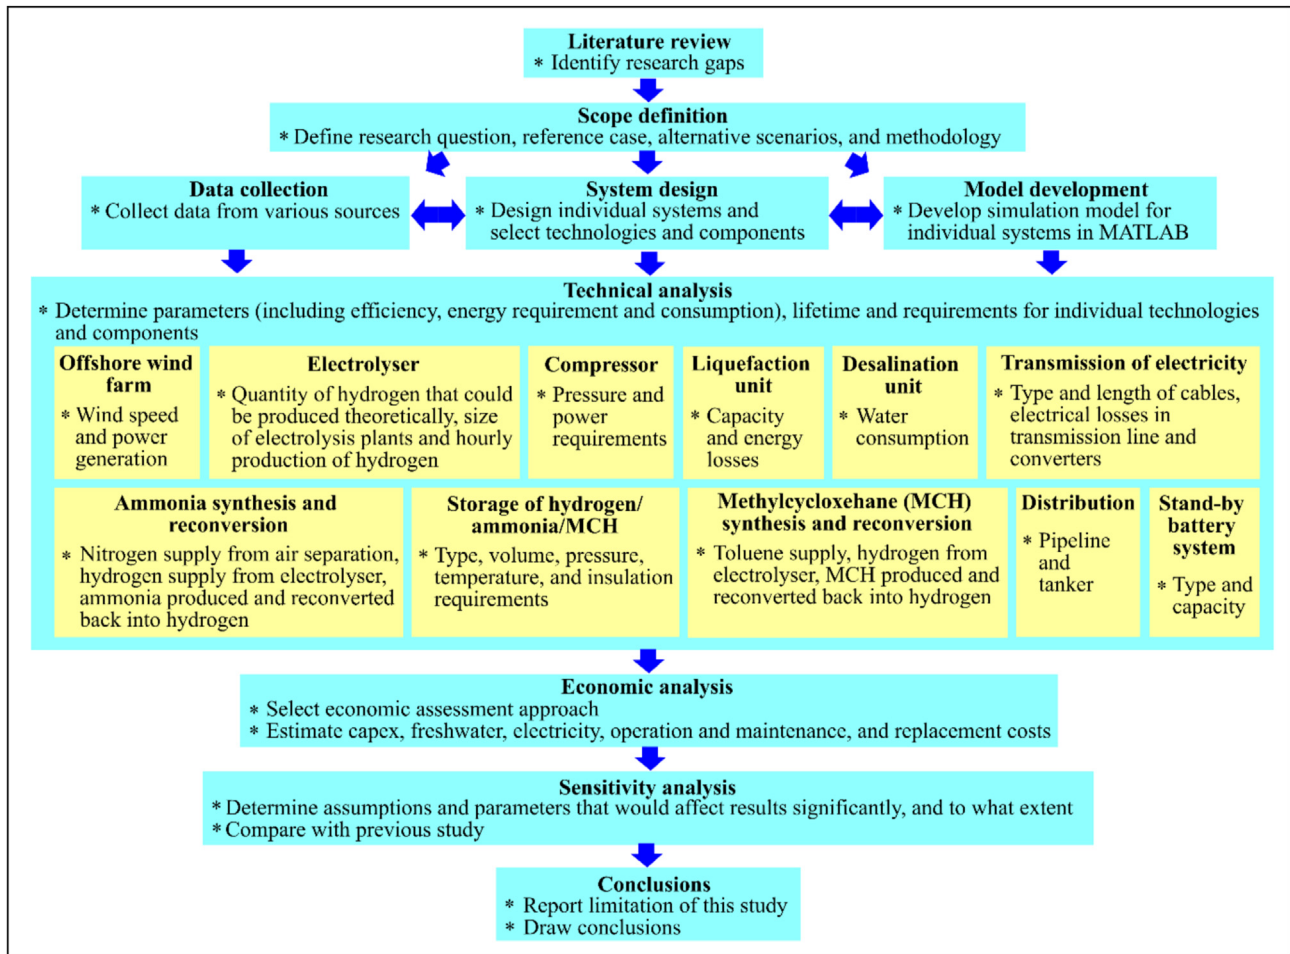 Literature review
* Identify research gaps
Scope definition
* Define research question, reference case, alternative scenarios, and methodology
Data collection
* Collect data from various sources
System design
* Design individual systems and
select technologies and components
Model development
* Develop simulation model for
individual systems in MATLAB
Technical analysis
* Determine parameters (including efficiency, energy requirement and consumption), lifetime and requirements for individual technologies
and components
Offshore wind
farm
* Wind speed
and power
generation
Electrolyser
* Quantity of hydrogen that could
be produced theoretically, size
of electrolysis plants and hourly
production of hydrogen
Compressor
* Pressure and
power
requirements
Liquefaction
unit
* Capacity
and energy
losses
Desalination
unit
* Water
consumption
Transmission of electricity
* Type and length of cables,
electrical losses in
transmission line and
converters
Ammonia synthesis and
reconversion
* Nitrogen supply from air separation,
hydrogen supply from electrolyser,
ammonia produced and reconverted
back into hydrogen
Storage of hydrogen/
ammonia/MCH
* Type, volume, pressure,
temperature, and insulation
requirements
Methylcycloxehane (MCH)
synthesis and reconversion
* Toluene supply, hydrogen from
electrolyser, MCH produced and
reconverted back into hydrogen
Distribution
* Pipeline
and
tanker
Stand-by
battery
system
* Type and
capacity
Economic analysis
* Select economic assessment approach
* Estimate capex, freshwater, electricity, operation and maintenance, and replacement costs
Sensitivity analysis
* Determine assumptions and parameters that would affect results significantly, and to what extent
* Compare with previous study
Conclusions
* Report limitation of this study
* Draw conclusions